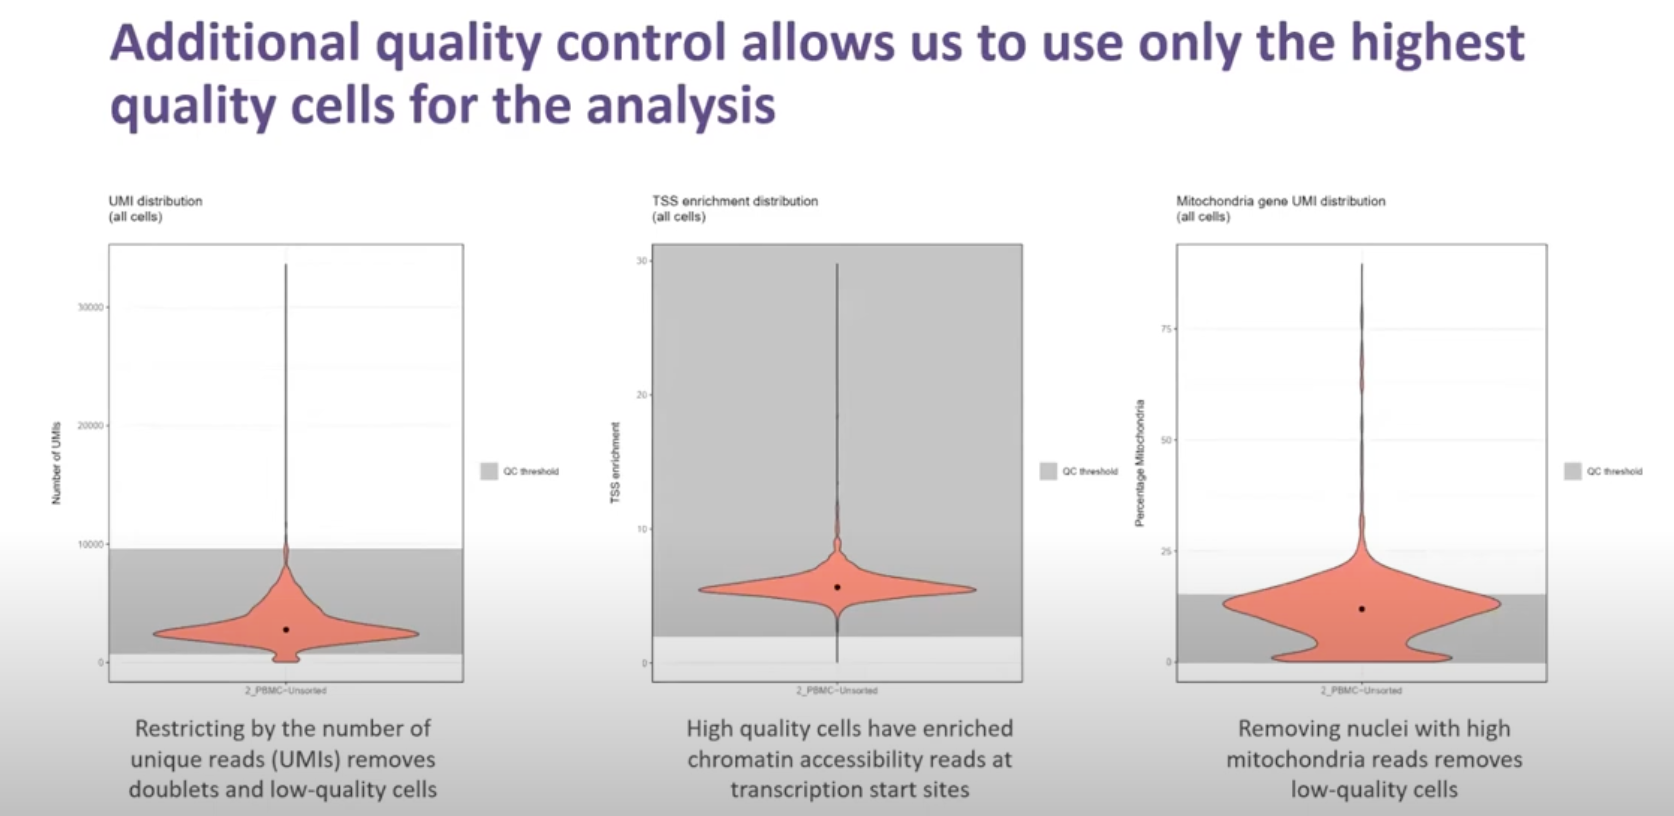 Additional quality control allows us to use only the highest
quality cells for the analysis
UMI distribution
(all cells)
Number of UMIs
30000
20000
10000
0
2_PBMC-Unsorted
QC threshold
Restricting by the number of
unique reads (UMIs) removes
doublets and low-quality cells
TSS enrichment distribution
(all cells)
TSS enrichment
30
20
10
0
2_PBMC-Unsorted
QC threshold
High quality cells have enriched
chromatin accessibility reads at
transcription start sites
Mitochondria gene UMI distribution
(all cells)
Percentage Mitochondria
75
50
25
0
2_PBMC-Unsorted
QC threshold
Removing nuclei with high
mitochondria reads removes
low-quality cells